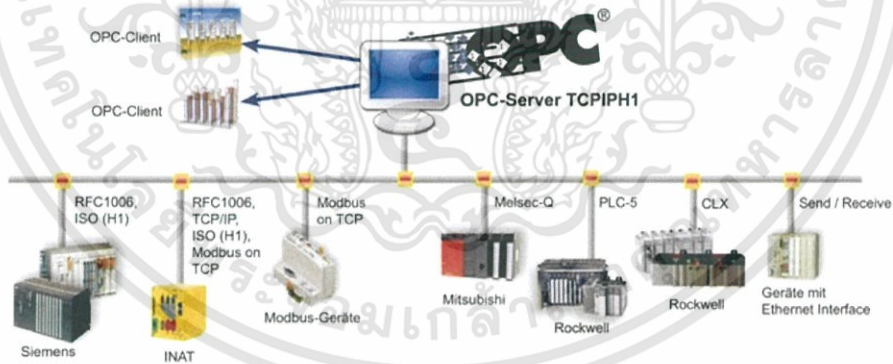 OPC-Client
OPC®
OPC-Client
OPC-Server TCPIPH1
RFC1006,
ISO (H1)
RFC1006,
TCP/IP,
ISO (H1),
Modbus on
TCP
Modbus
on TCP
Melsec-Q
PLC-5
CLX
Send / Receive
Siemens
INAT
Modbus-Geräte
Mitsubishi
Rockwell
Rockwell
Geräte mit
Ethernet Interface